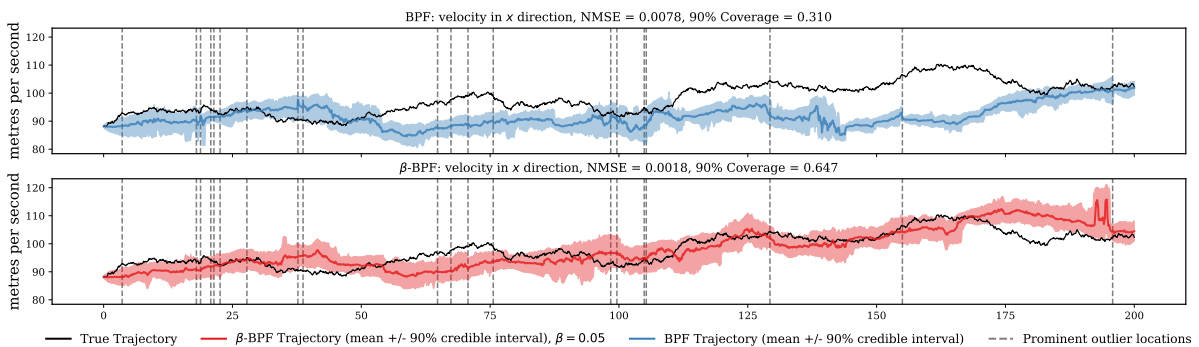 BPF: velocity in x direction, NMSE = 0.0078, 90% Coverage = 0.310
metres per second
120
110
100
90
80
β-BPF: velocity in x direction, NMSE = 0.0018, 90% Coverage = 0.647
metres per second
120
110
100
90
80
0 25 50 75 100 125 150 175 200
True Trajectory β-BPF Trajectory (mean +/- 90% credible interval), β = 0.05 BPF Trajectory (mean +/- 90% credible interval) Prominent outlier locations